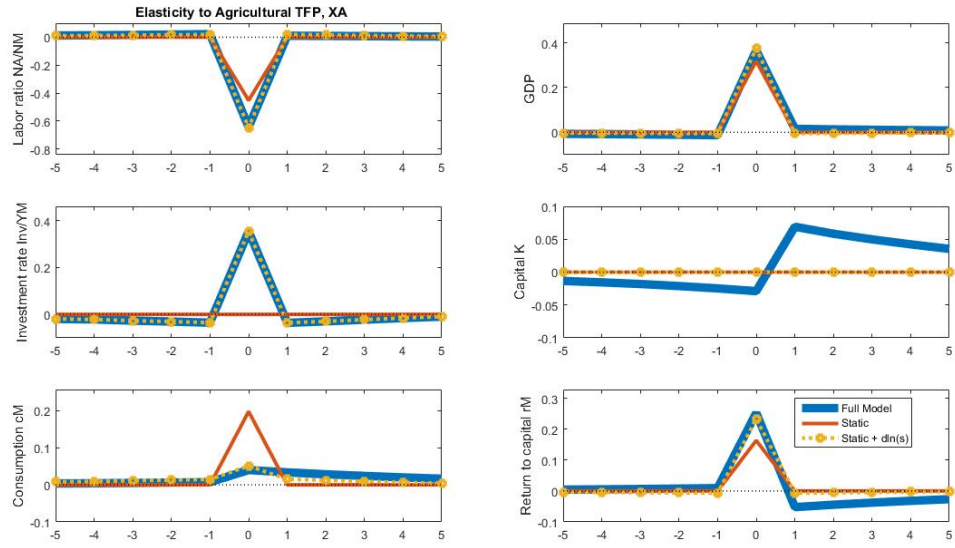 Elasticity to Agricultural TFP, XA
Labor ratio NA/NM
0
-0.2
-0.4
-0.6
-0.8
-5 -4 -3 -2 -1 0 1 2 3 4 5
GDP
0.4
0.2
0
-5 -4 -3 -2 -1 0 1 2 3 4 5
Investment rate Inv/YM
0.4
0.2
0
-5 -4 -3 -2 -1 0 1 2 3 4 5
Capital K
0.1
0.05
0
-0.05
-0.1
-5 -4 -3 -2 -1 0 1 2 3 4 5
Consumption cM
0.2
0.1
0
-0.1
-5 -4 -3 -2 -1 0 1 2 3 4 5
Return to capital rM
0.3
0.2
0.1
0
-0.1
-5 -4 -3 -2 -1 0 1 2 3 4 5
Full Model
Static
Static + dln(s)